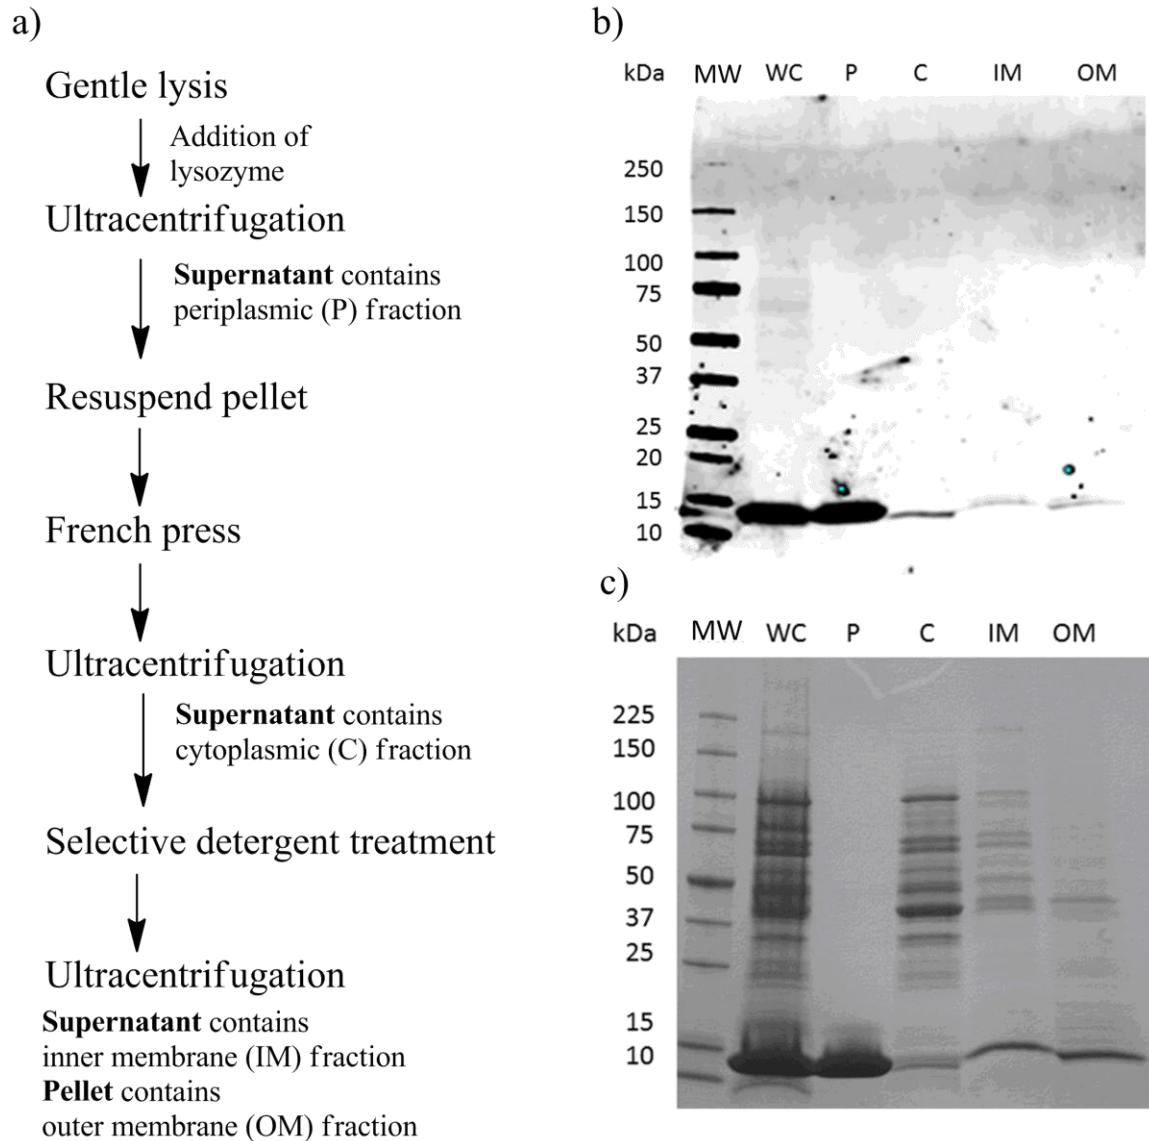 a)
Gentle lysis
Addition of
lysozyme
Ultracentrifugation
Supernatant contains
periplasmic (P) fraction
Resuspend pellet
French press
Ultracentrifugation
Supernatant contains
cytoplasmic (C) fraction
Selective detergent treatment
Ultracentrifugation
Supernatant contains
inner membrane (IM) fraction
Pellet contains
outer membrane (OM) fraction
b)
kDa MW WC P C IM OM
250
150
100
75
50
37
25
20
15
10
c)
kDa MW WC P C IM OM
225
150
100
75
50
37
25
15
10